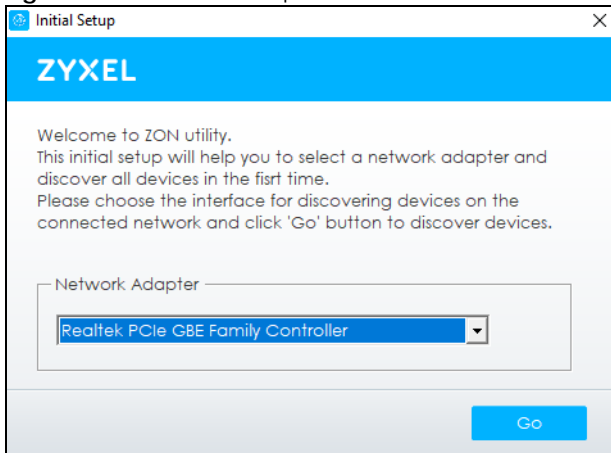 Initial Setup
ZYXEL
Welcome to ZON utility.
This initial setup will help you to select a network adapter and
discover all devices in the fisrt time.
Please choose the interface for discovering devices on the
connected network and click 'Go' button to discover devices.
Network Adapter
Realtek PCIe GBE Family Controller
Go